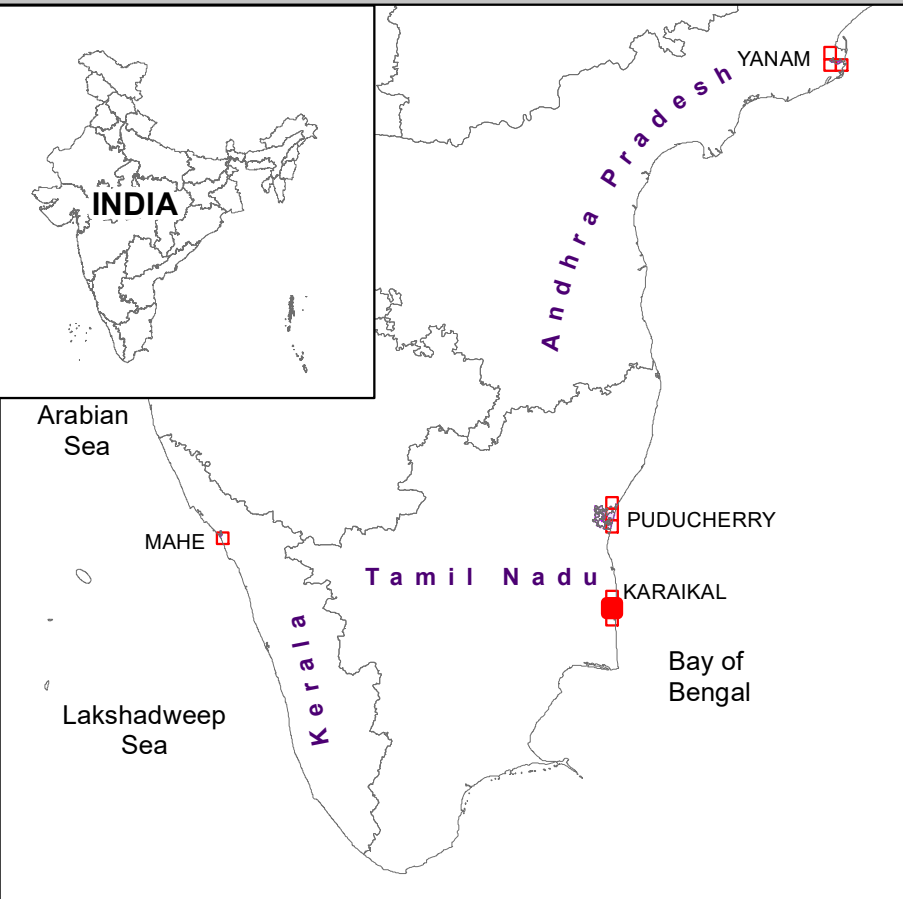 YANAM
Andhra Pradesh
INDIA
Arabian
Sea
PUDUCHERRY
MAHE
Tamil Nadu
KARAIKAL
Kerala
Bay of
Bengal
Lakshadweep
Sea